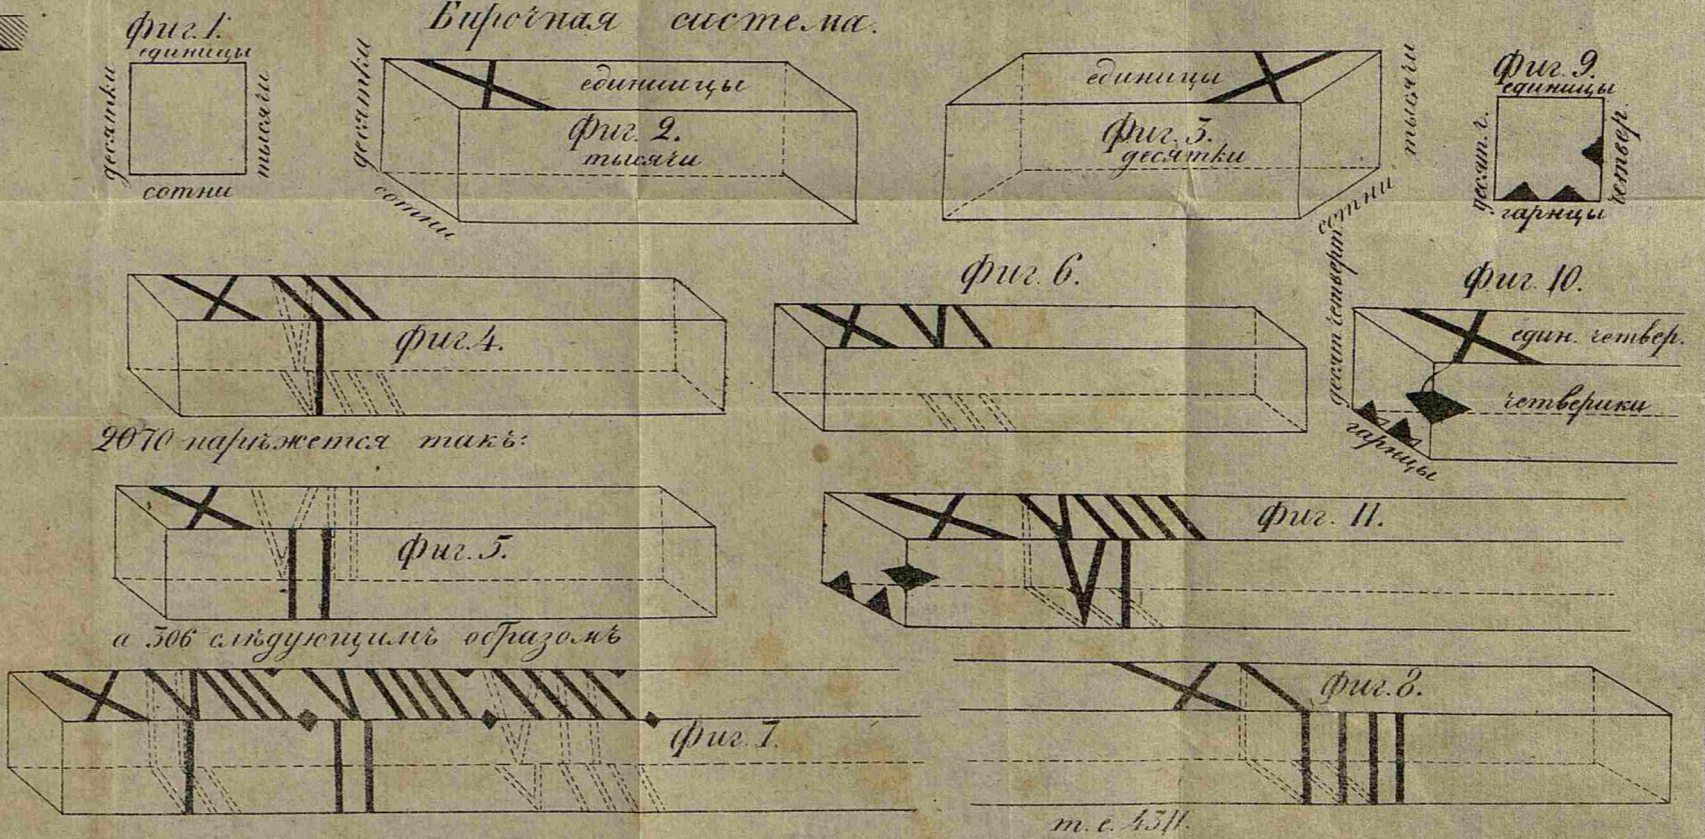 Бирочная система.
Фиг. 1.
единицы
десятки
тысячи
сотни
десятки
единицы
Фиг. 2.
тысячи
сотни
единицы
Фиг. 3.
десятки
тысячи
сотни
Фиг. 9.
единицы
десят. ч.
четвер.
гарнцы
Фиг. 4.
Фиг. 6.
Фиг. 10.
един. четвер.
четверики
гарнцы
2070 нарѣжется такъ:
Фиг. 5.
Фиг. 11.
а 306 слѣдующимъ образомъ
Фиг. 7.
Фиг. 8.
т. е. 4311.